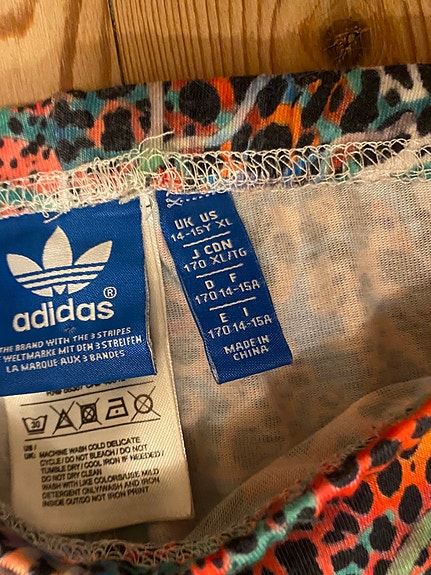 adidas®
THE BRAND WITH THE 3 STRIPES
WELTMARKE MIT DEN 3 STREIFEN
LA MARQUE AUX 3 BANDES
30
US/
UK:
MACHINE WASH COLD DELICATE
CYCLE/DO NOT BLEACH/DO NOT
TUMBLE DRY/COOL IRON IF NEEDED/
DO NOT DRY CLEAN
WASH WITH LIKE COLORS/USE MILD
DETERGENT ONLY/WASH AND IRON
INSIDE OUT/DO NOT IRON PRINT
UK US
14-15Y XL
J CDN
170 XL/TG
D F
170 14-15A
E I
170 14-15A
MADE IN
CHINA